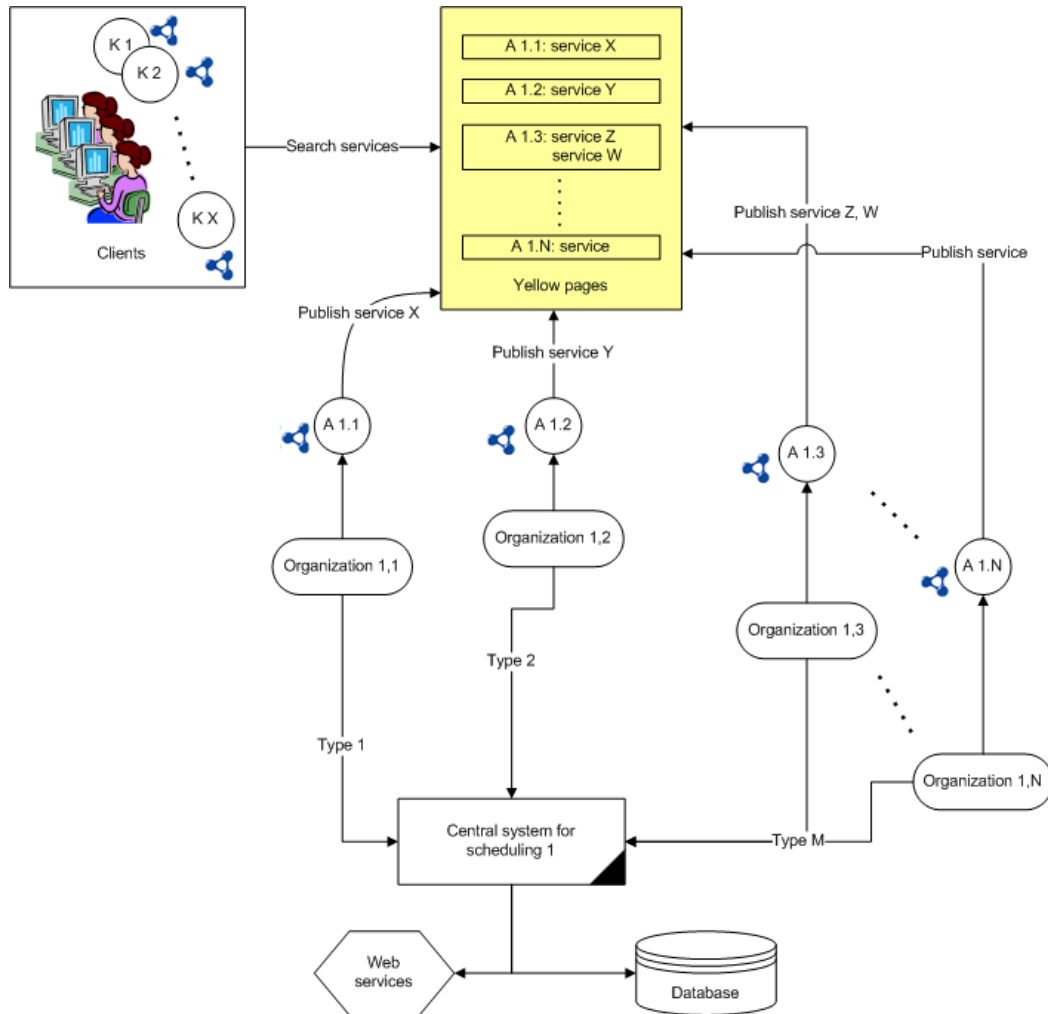 K 1
K 2
K X
Clients
Search services
A 1.1: service X
A 1.2: service Y
A 1.3: service Z
service W
A 1.N: service
Yellow pages
Publish service X
Publish service Y
Publish service Z, W
Publish service
A 1.1
A 1.2
A 1.3
A 1.N
Organization 1,1
Organization 1,2
Organization 1,3
Organization 1,N
Type 1
Type 2
Type M
Central system for
scheduling 1
Web
services
Database